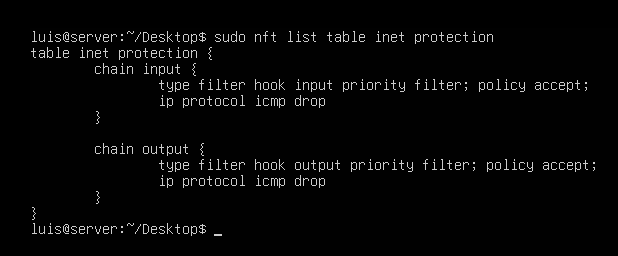 luis@server:~/Desktop$ sudo nft list table inet protection
table inet protection {
        chain input {
                type filter hook input priority filter; policy accept;
                ip protocol icmp drop
        }

        chain output {
                type filter hook output priority filter; policy accept;
                ip protocol icmp drop
        }
}
luis@server:~/Desktop$ _